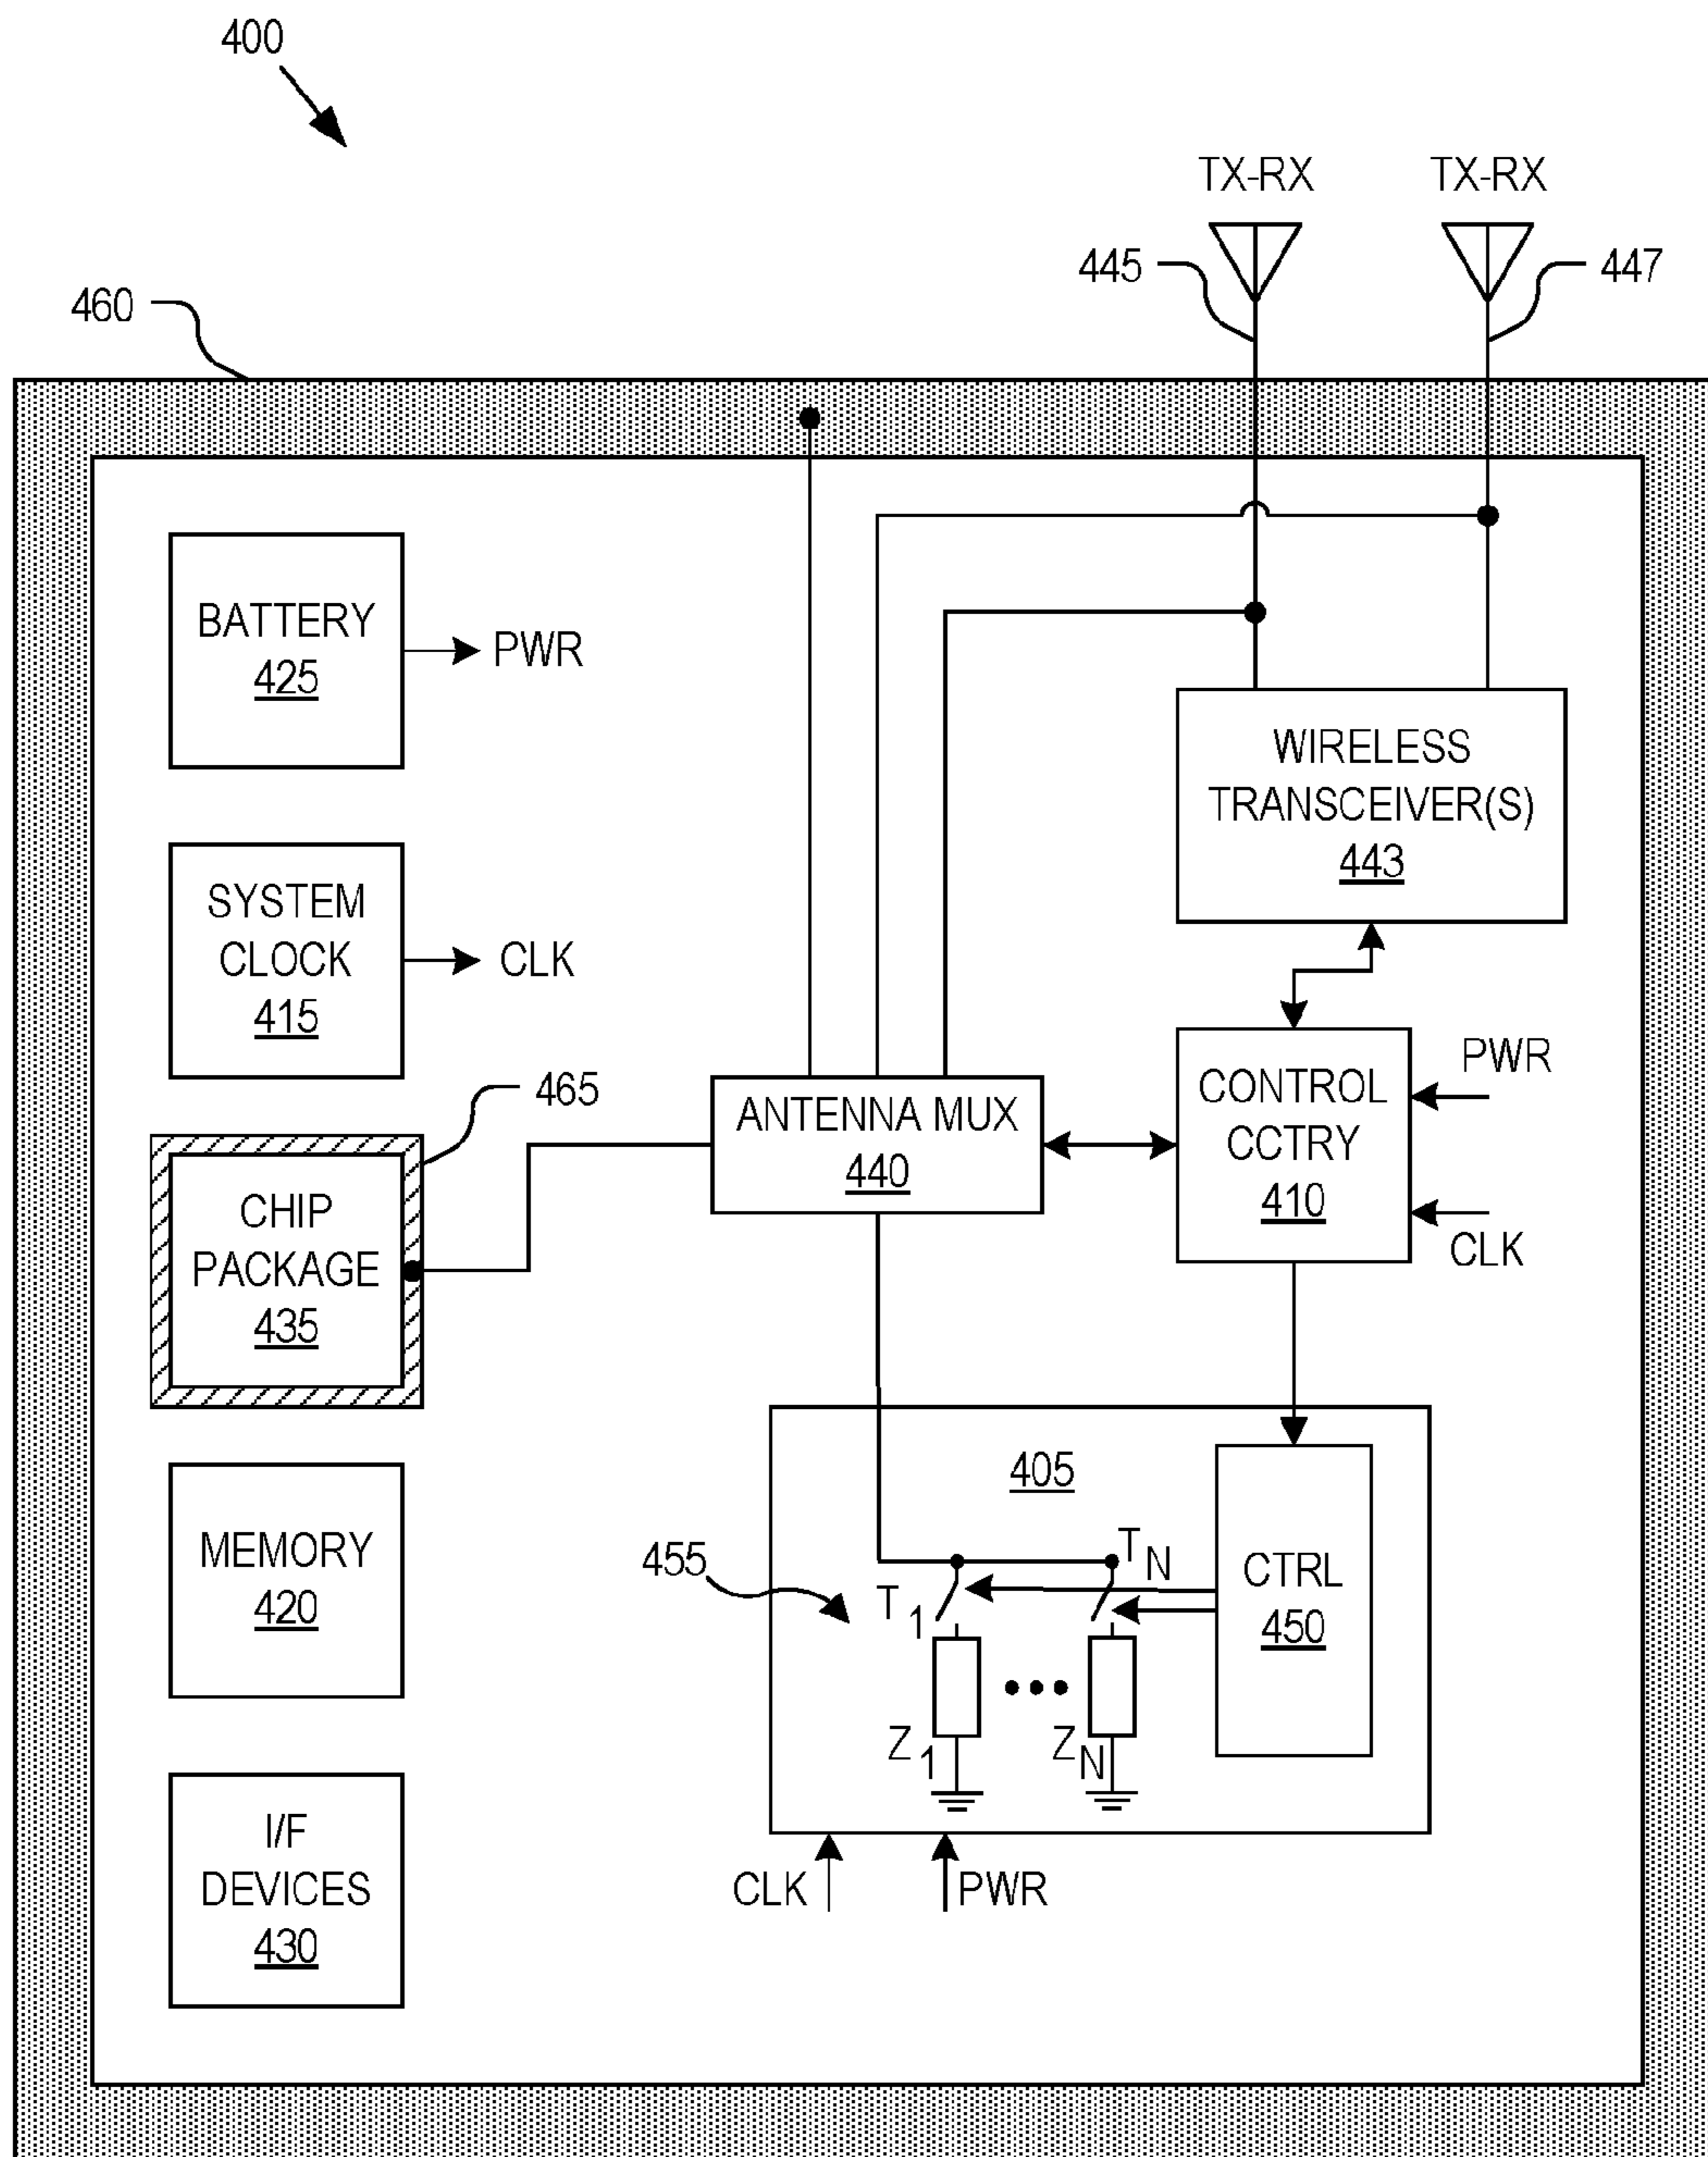 400
TX-RX
TX-RX
445
447
460
BATTERY
425
PWR
WIRELESS
TRANSCEIVER(S)
443
SYSTEM
CLOCK
415
CLK
465
ANTENNA MUX
440
CONTROL
CCTRY
410
PWR
CLK
CHIP
PACKAGE
435
405
MEMORY
420
455
T1
TN
CTRL
450
Z1
ZN
I/F
DEVICES
430
CLK
PWR